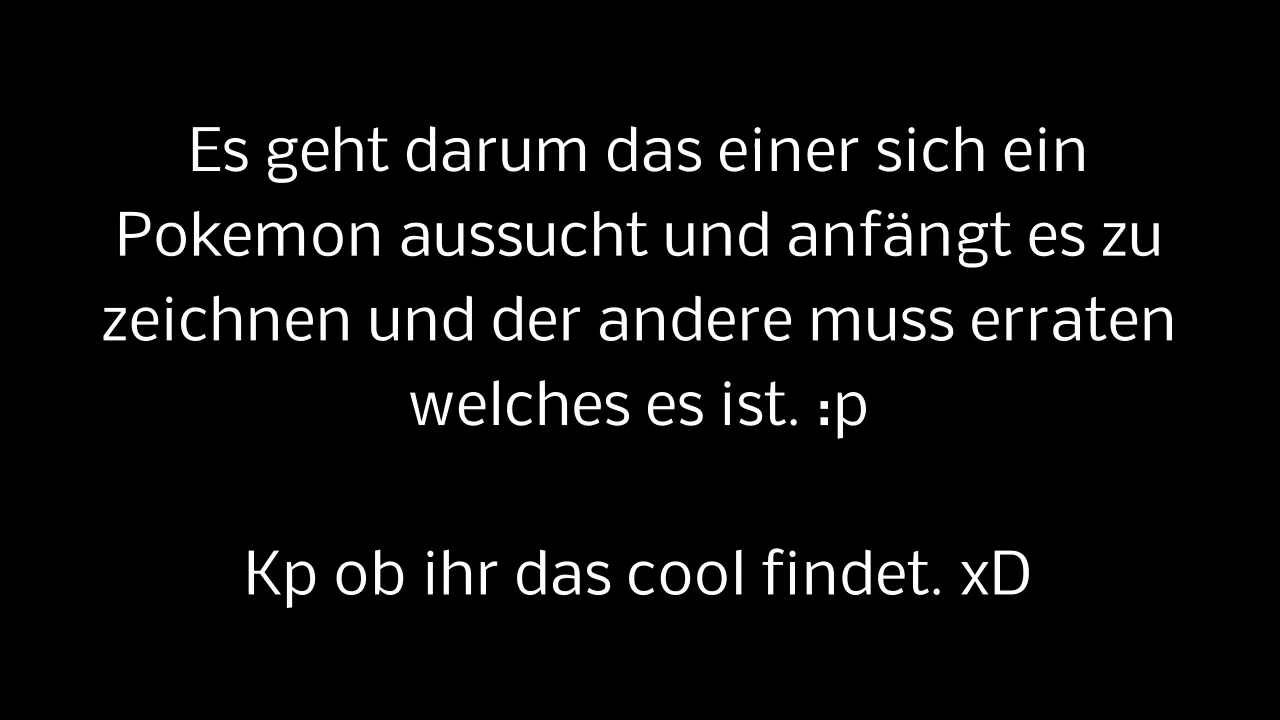 Es geht darum das einer sich ein
Pokemon aussucht und anfängt es zu
zeichnen und der andere muss erraten
welches es ist. :p
Kp ob ihr das cool findet. xD